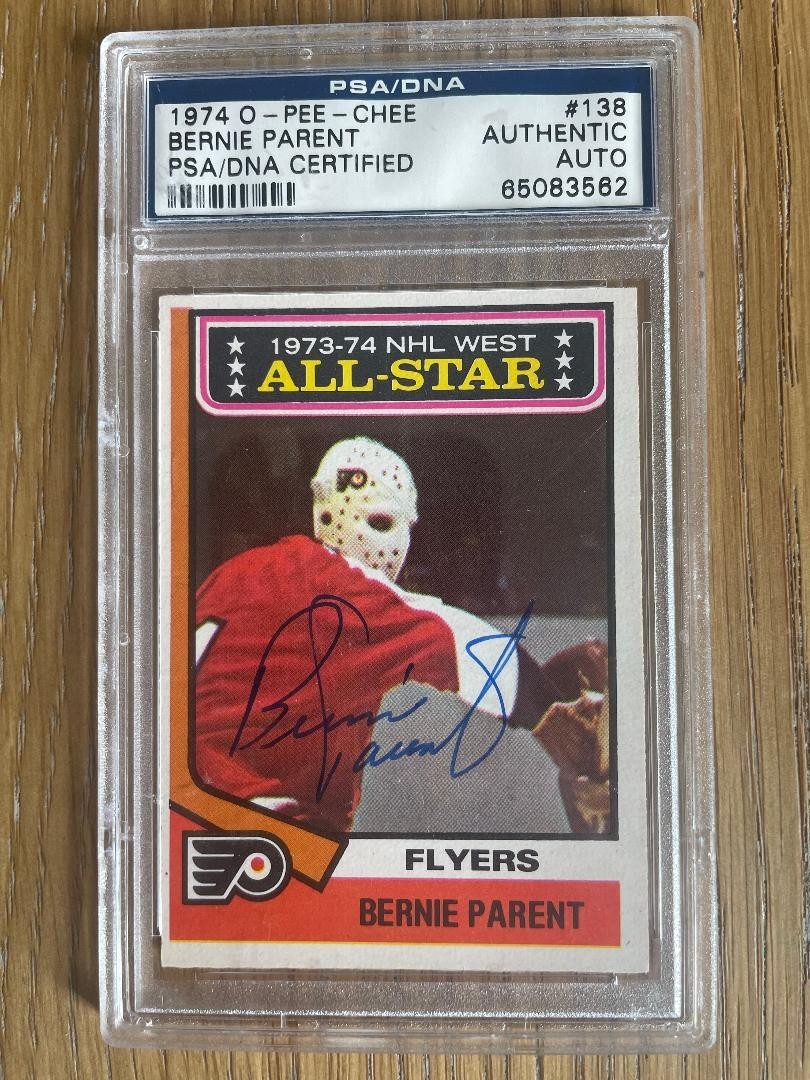 PSA/DNA
1974 O-PEE-CHEE #138
BERNIE PARENT AUTHENTIC
PSA/DNA CERTIFIED AUTO
65083562
1973-74 NHL WEST
ALL-STAR
Bernie
Parent
FLYERS
BERNIE PARENT